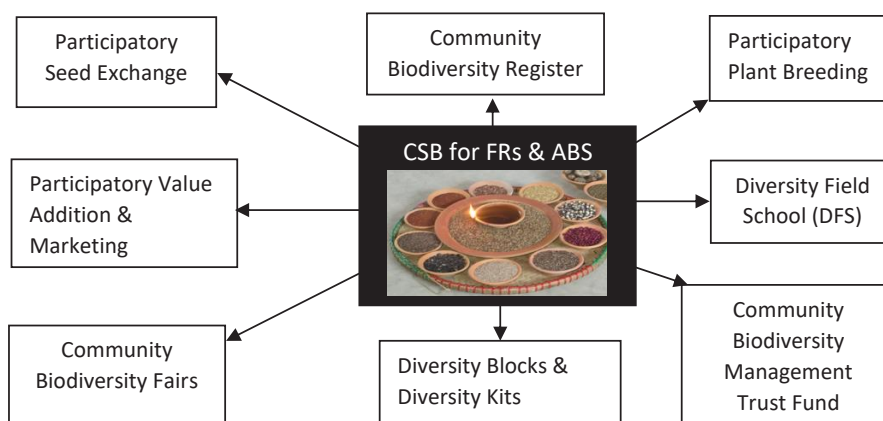 Participatory
Seed Exchange
Community
Biodiversity Register
Participatory
Plant Breeding
CSB for FRs & ABS
Participatory Value
Addition &
Marketing
Diversity Field
School (DFS)
Community
Biodiversity Fairs
Diversity Blocks &
Diversity Kits
Community
Biodiversity
Management
Trust Fund